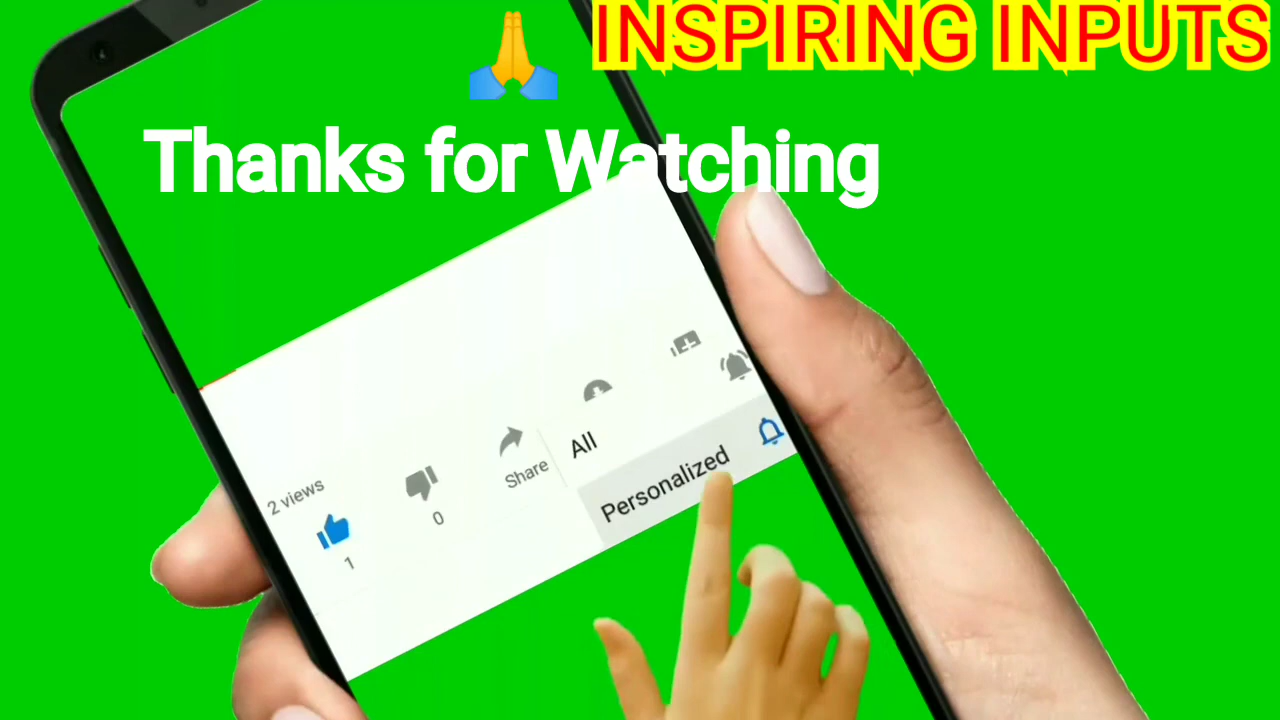 INSPIRING INPUTS
Thanks for Watching
2 views
1
0
Share
All
Personalized